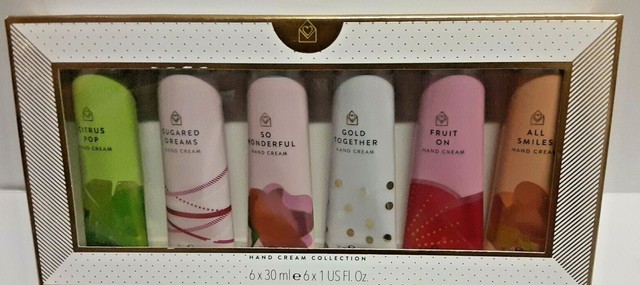 CITRUS
POP
HAND CREAM
SUGARED
DREAMS
HAND CREAM
SO
WONDERFUL
HAND CREAM
GOLD
TOGETHER
HAND CREAM
FRUIT
ON
HAND CREAM
ALL
SMILES
HAND CREAM
HAND CREAM COLLECTION
6 x 30 ml e 6 x 1 US Fl. Oz.